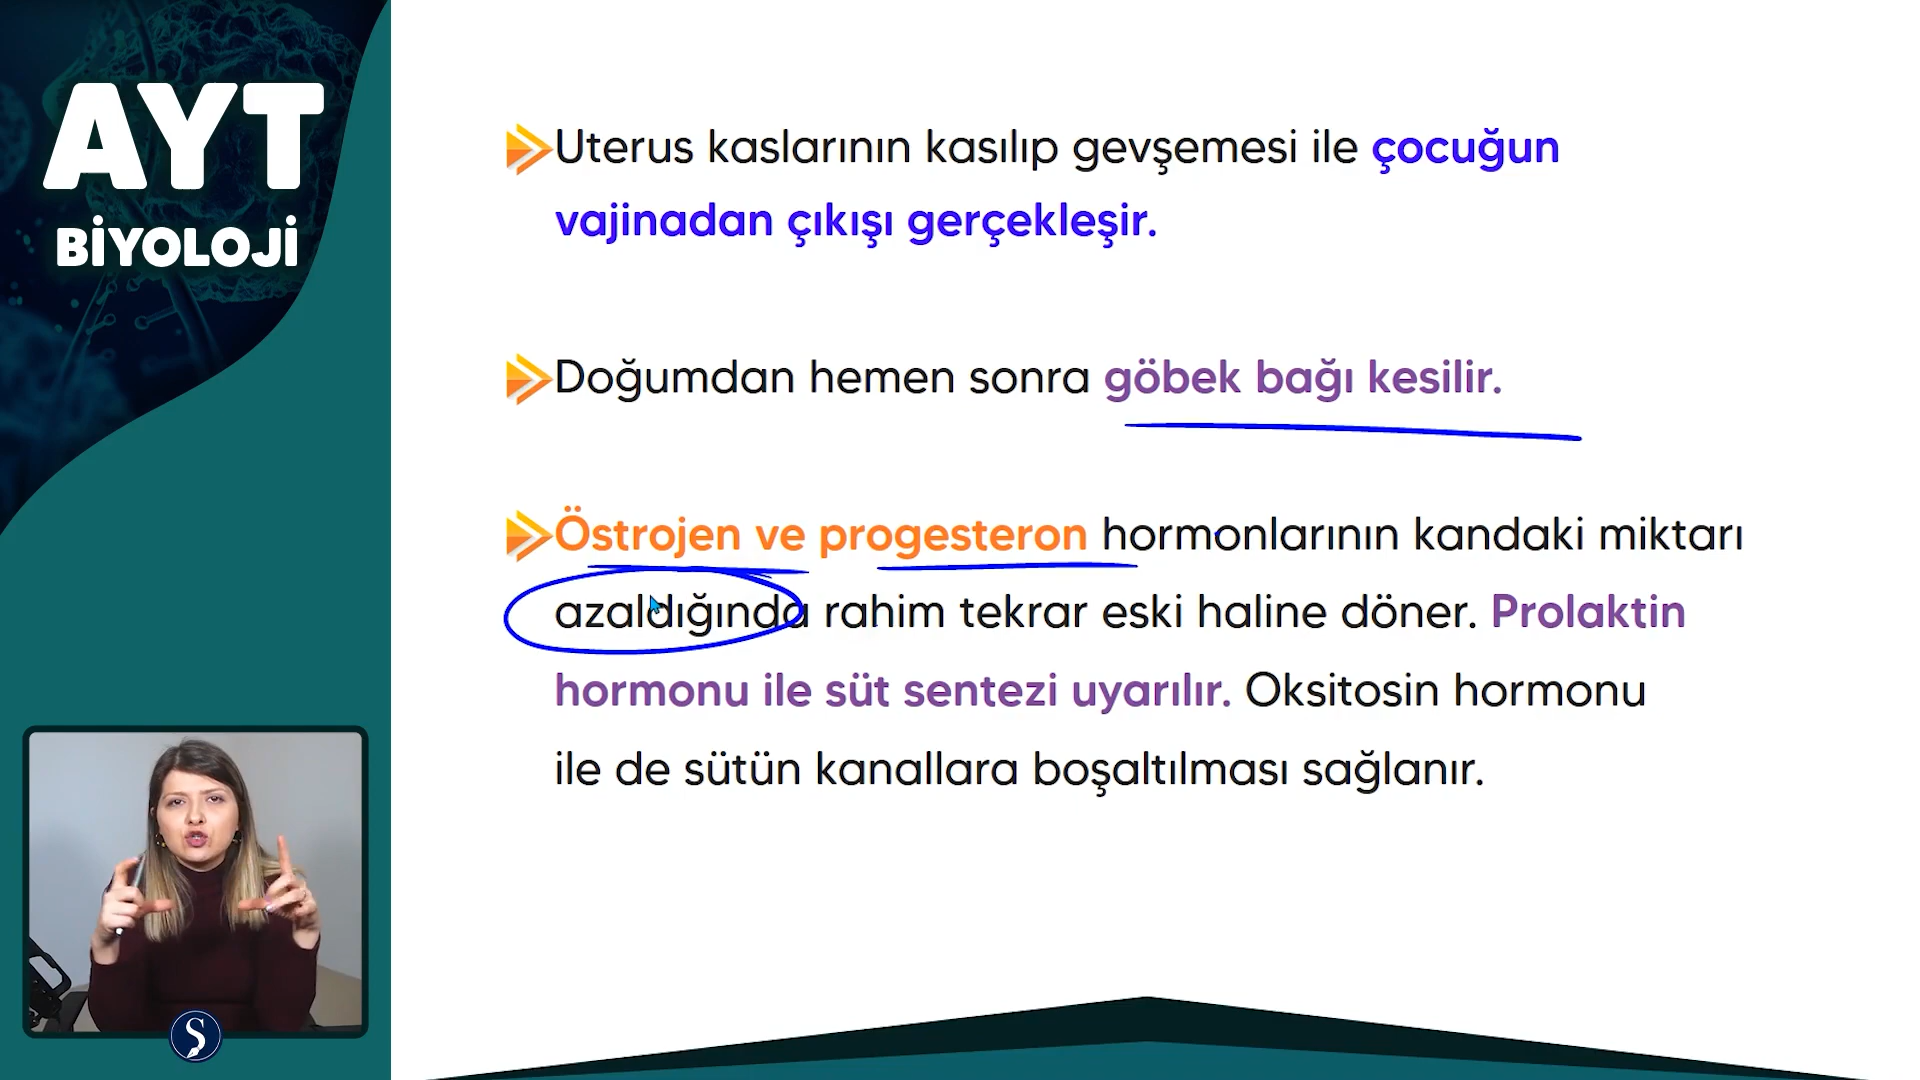 AYT
BİYOLOJİ
Uterus kaslarının kasılıp gevşemesi ile çocuğun
vajinadan çıkışı gerçekleşir.
Doğumdan hemen sonra göbek bağı kesilir.
Östrojen ve progesteron hormonlarının kandaki miktarı
azaldığında rahim tekrar eski haline döner. Prolaktin
hormonu ile süt sentezi uyarılır. Oksitosin hormonu
ile de sütün kanallara boşaltılması sağlanır.
S